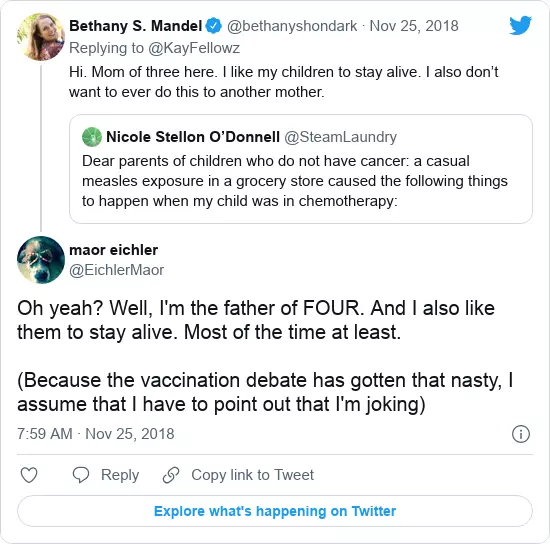 Bethany S. Mandel @bethanyshondark · Nov 25, 2018
Replying to @KayFellowz
Hi. Mom of three here. I like my children to stay alive. I also don’t
want to ever do this to another mother.
Nicole Stellon O’Donnell @SteamLaundry
Dear parents of children who do not have cancer: a casual
measles exposure in a grocery store caused the following things
to happen when my child was in chemotherapy:
maor eichler
@EichlerMaor
Oh yeah? Well, I'm the father of FOUR. And I also like
them to stay alive. Most of the time at least.
(Because the vaccination debate has gotten that nasty, I
assume that I have to point out that I'm joking)
7:59 AM · Nov 25, 2018
Reply
Copy link to Tweet
Explore what's happening on Twitter